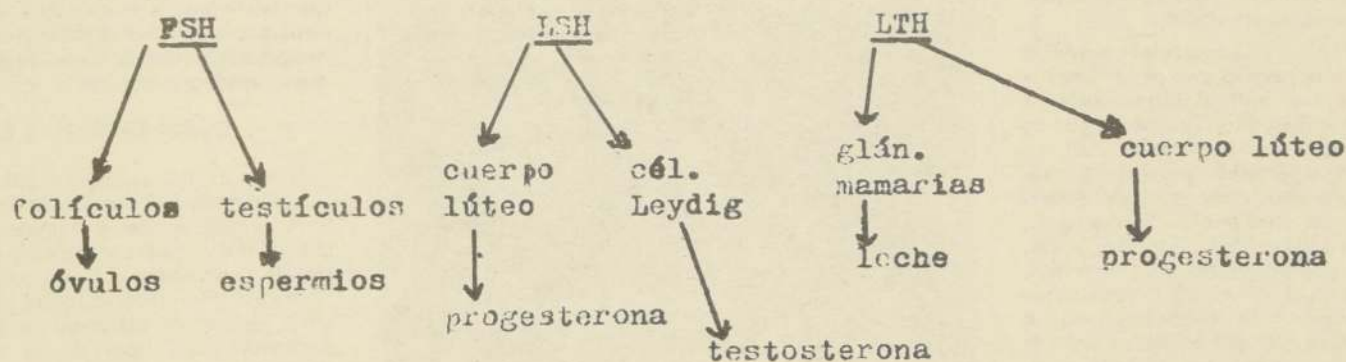 FSH LSH LTH
cuerpo cél. glán. cuerpo lúteo
folículos testículos lúteo Leydig mamarias
óvulos espermios leche progesterona
progesterona
testosterona